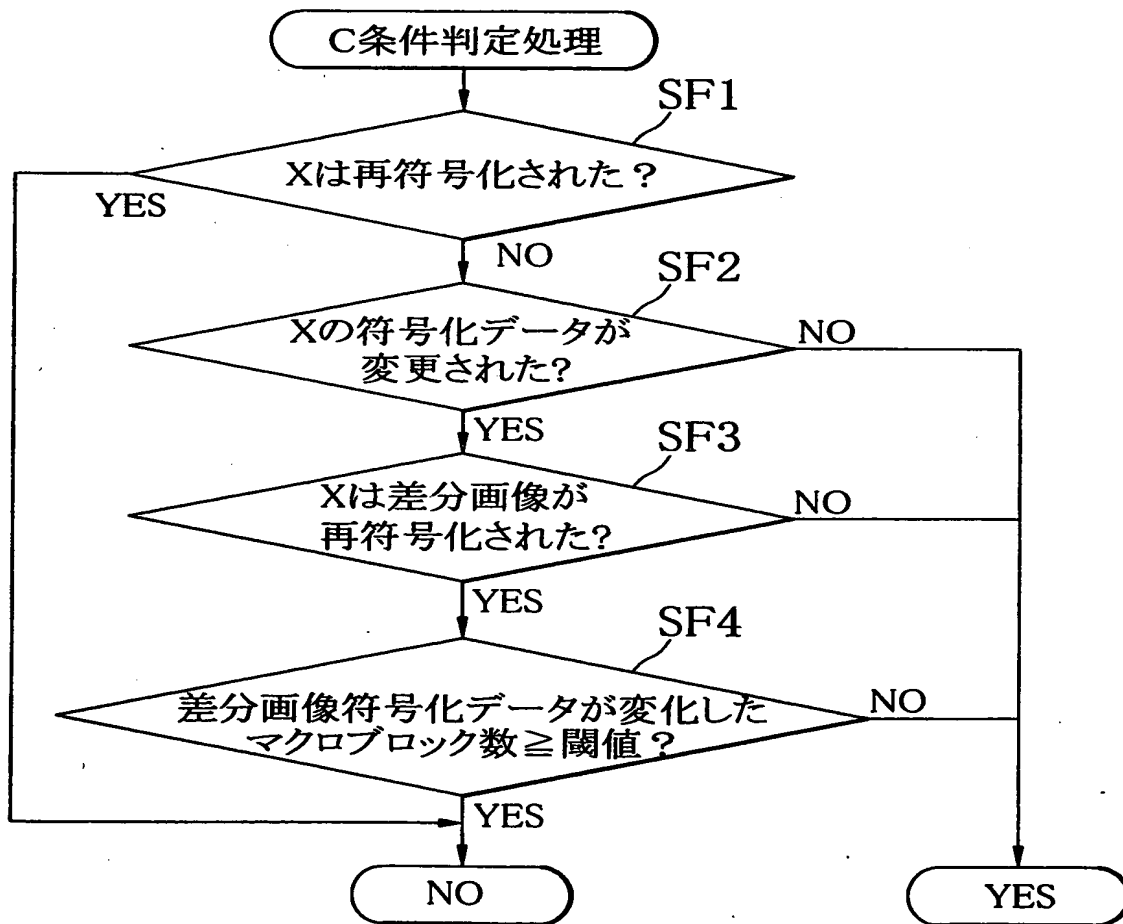 C条件判定処理
SF1
Xは再符号化された？
YES
NO
SF2
Xの符号化データが
変更された?
NO
YES
SF3
Xは差分画像が
再符号化された?
NO
YES
SF4
差分画像符号化データが変化した
マクロブロック数≧閾値？
NO
YES
NO
YES